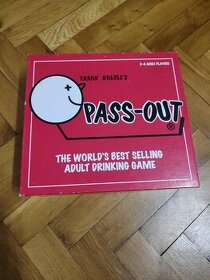 2-4 ADULT PLAYERS
FRANK BRESEE'S
PASS-OUT®
THE WORLD'S BEST SELLING
ADULT DRINKING GAME